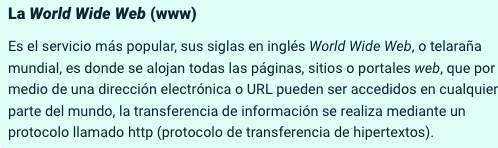 La World Wide Web (www)
Es el servicio más popular, sus siglas en inglés World Wide Web, o telaraña
mundial, es donde se alojan todas las páginas, sitios o portales web, que por
medio de una dirección electrónica o URL pueden ser accedidos en cualquier
parte del mundo, la transferencia de información se realiza mediante un
protocolo llamado http (protocolo de transferencia de hipertextos).